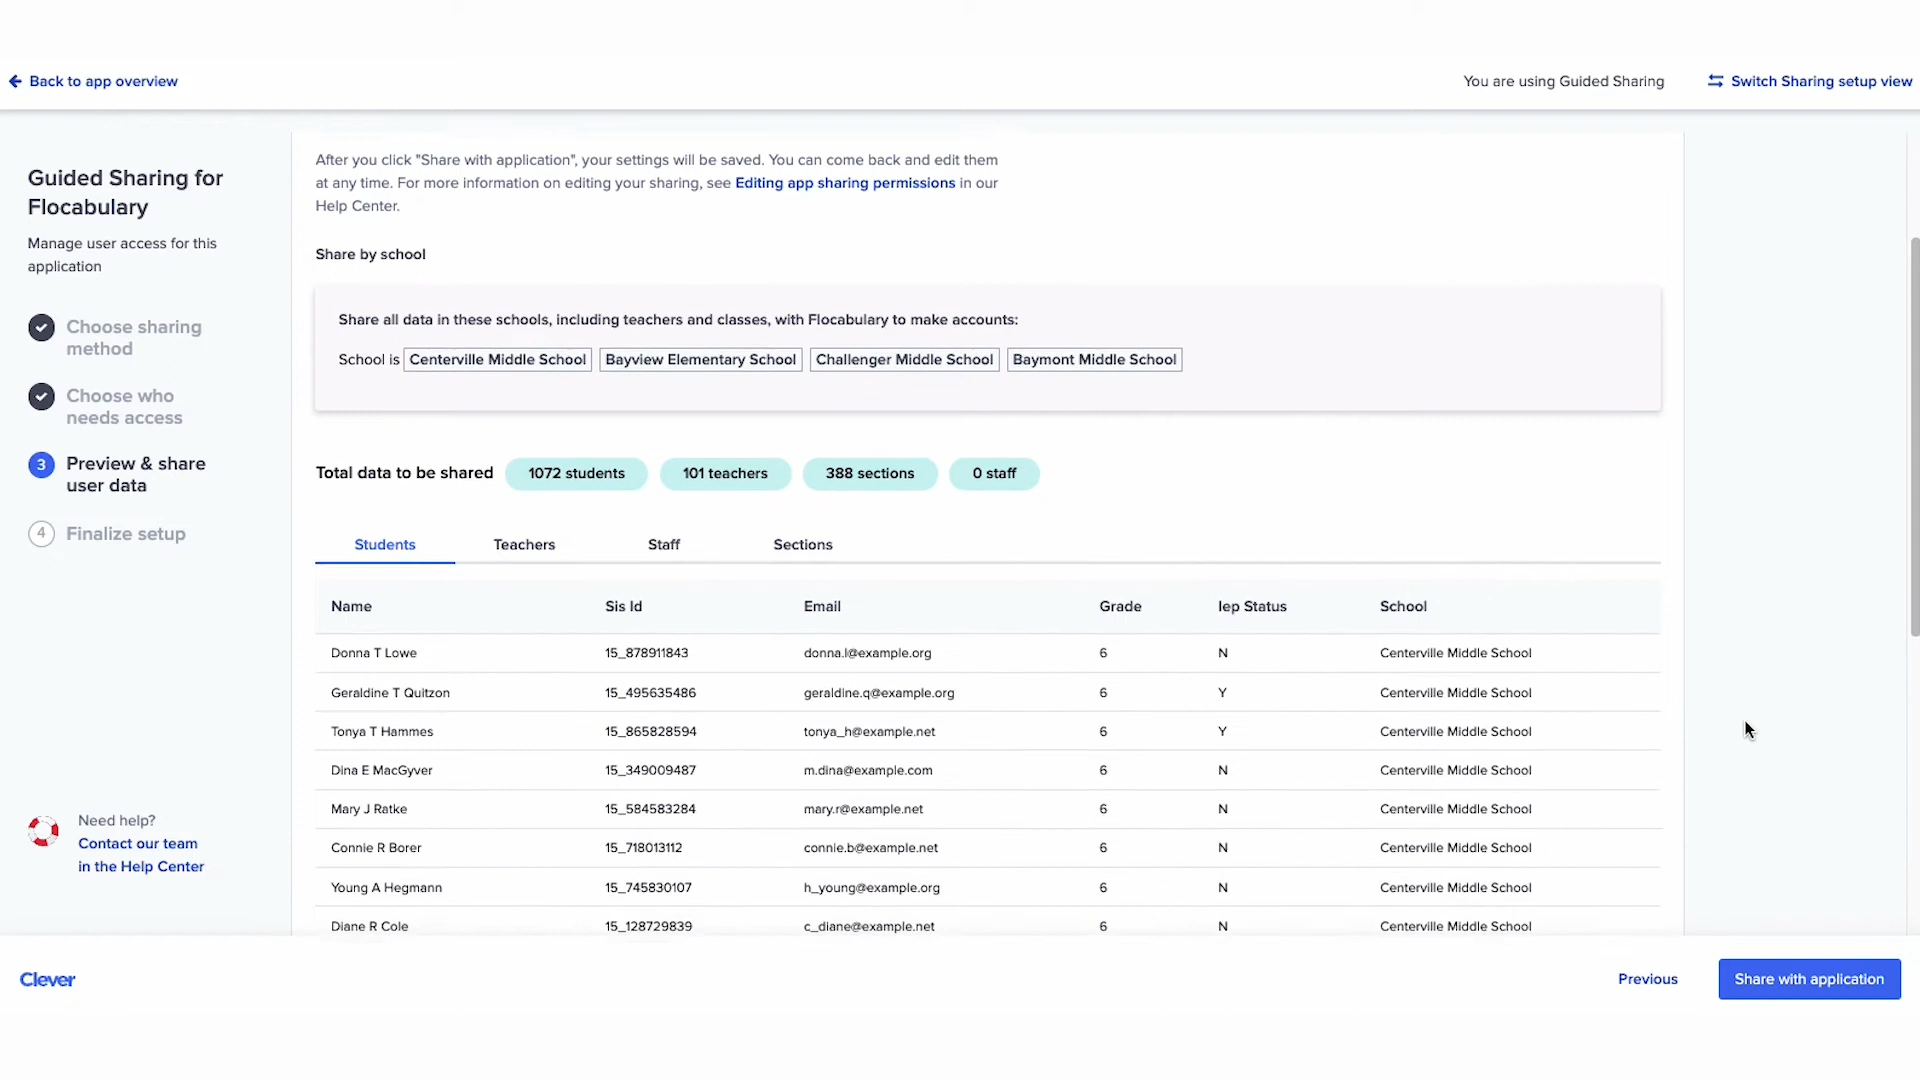 Back to app overview
You are using Guided Sharing
Switch Sharing setup view
Guided Sharing for
Flocabulary
Manage user access for this
application
Choose sharing
method
Choose who
needs access
3
Preview & share
user data
4
Finalize setup
Need help?
Contact our team
in the Help Center
After you click "Share with application", your settings will be saved. You can come back and edit them
at any time. For more information on editing your sharing, see Editing app sharing permissions in our
Help Center.
Share by school
Share all data in these schools, including teachers and classes, with Flocabulary to make accounts:
School is Centerville Middle School Bayview Elementary School Challenger Middle School Baymont Middle School
Total data to be shared 1072 students 101 teachers 388 sections 0 staff
Students Teachers Staff Sections
Name Sis Id Email Grade Iep Status School
Donna T Lowe 15_878911843 donna.l@example.org 6 N Centerville Middle School
Geraldine T Quitzon 15_495635486 geraldine.q@example.org 6 Y Centerville Middle School
Tonya T Hammes 15_865828594 tonya_h@example.net 6 Y Centerville Middle School
Dina E MacGyver 15_349009487 m.dina@example.com 6 N Centerville Middle School
Mary J Ratke 15_584583284 mary.r@example.net 6 N Centerville Middle School
Connie R Borer 15_718013112 connie.b@example.net 6 N Centerville Middle School
Young A Hegmann 15_745830107 h_young@example.org 6 N Centerville Middle School
Diane R Cole 15_128729839 c_diane@example.net 6 N Centerville Middle School
Clever
Previous
Share with application